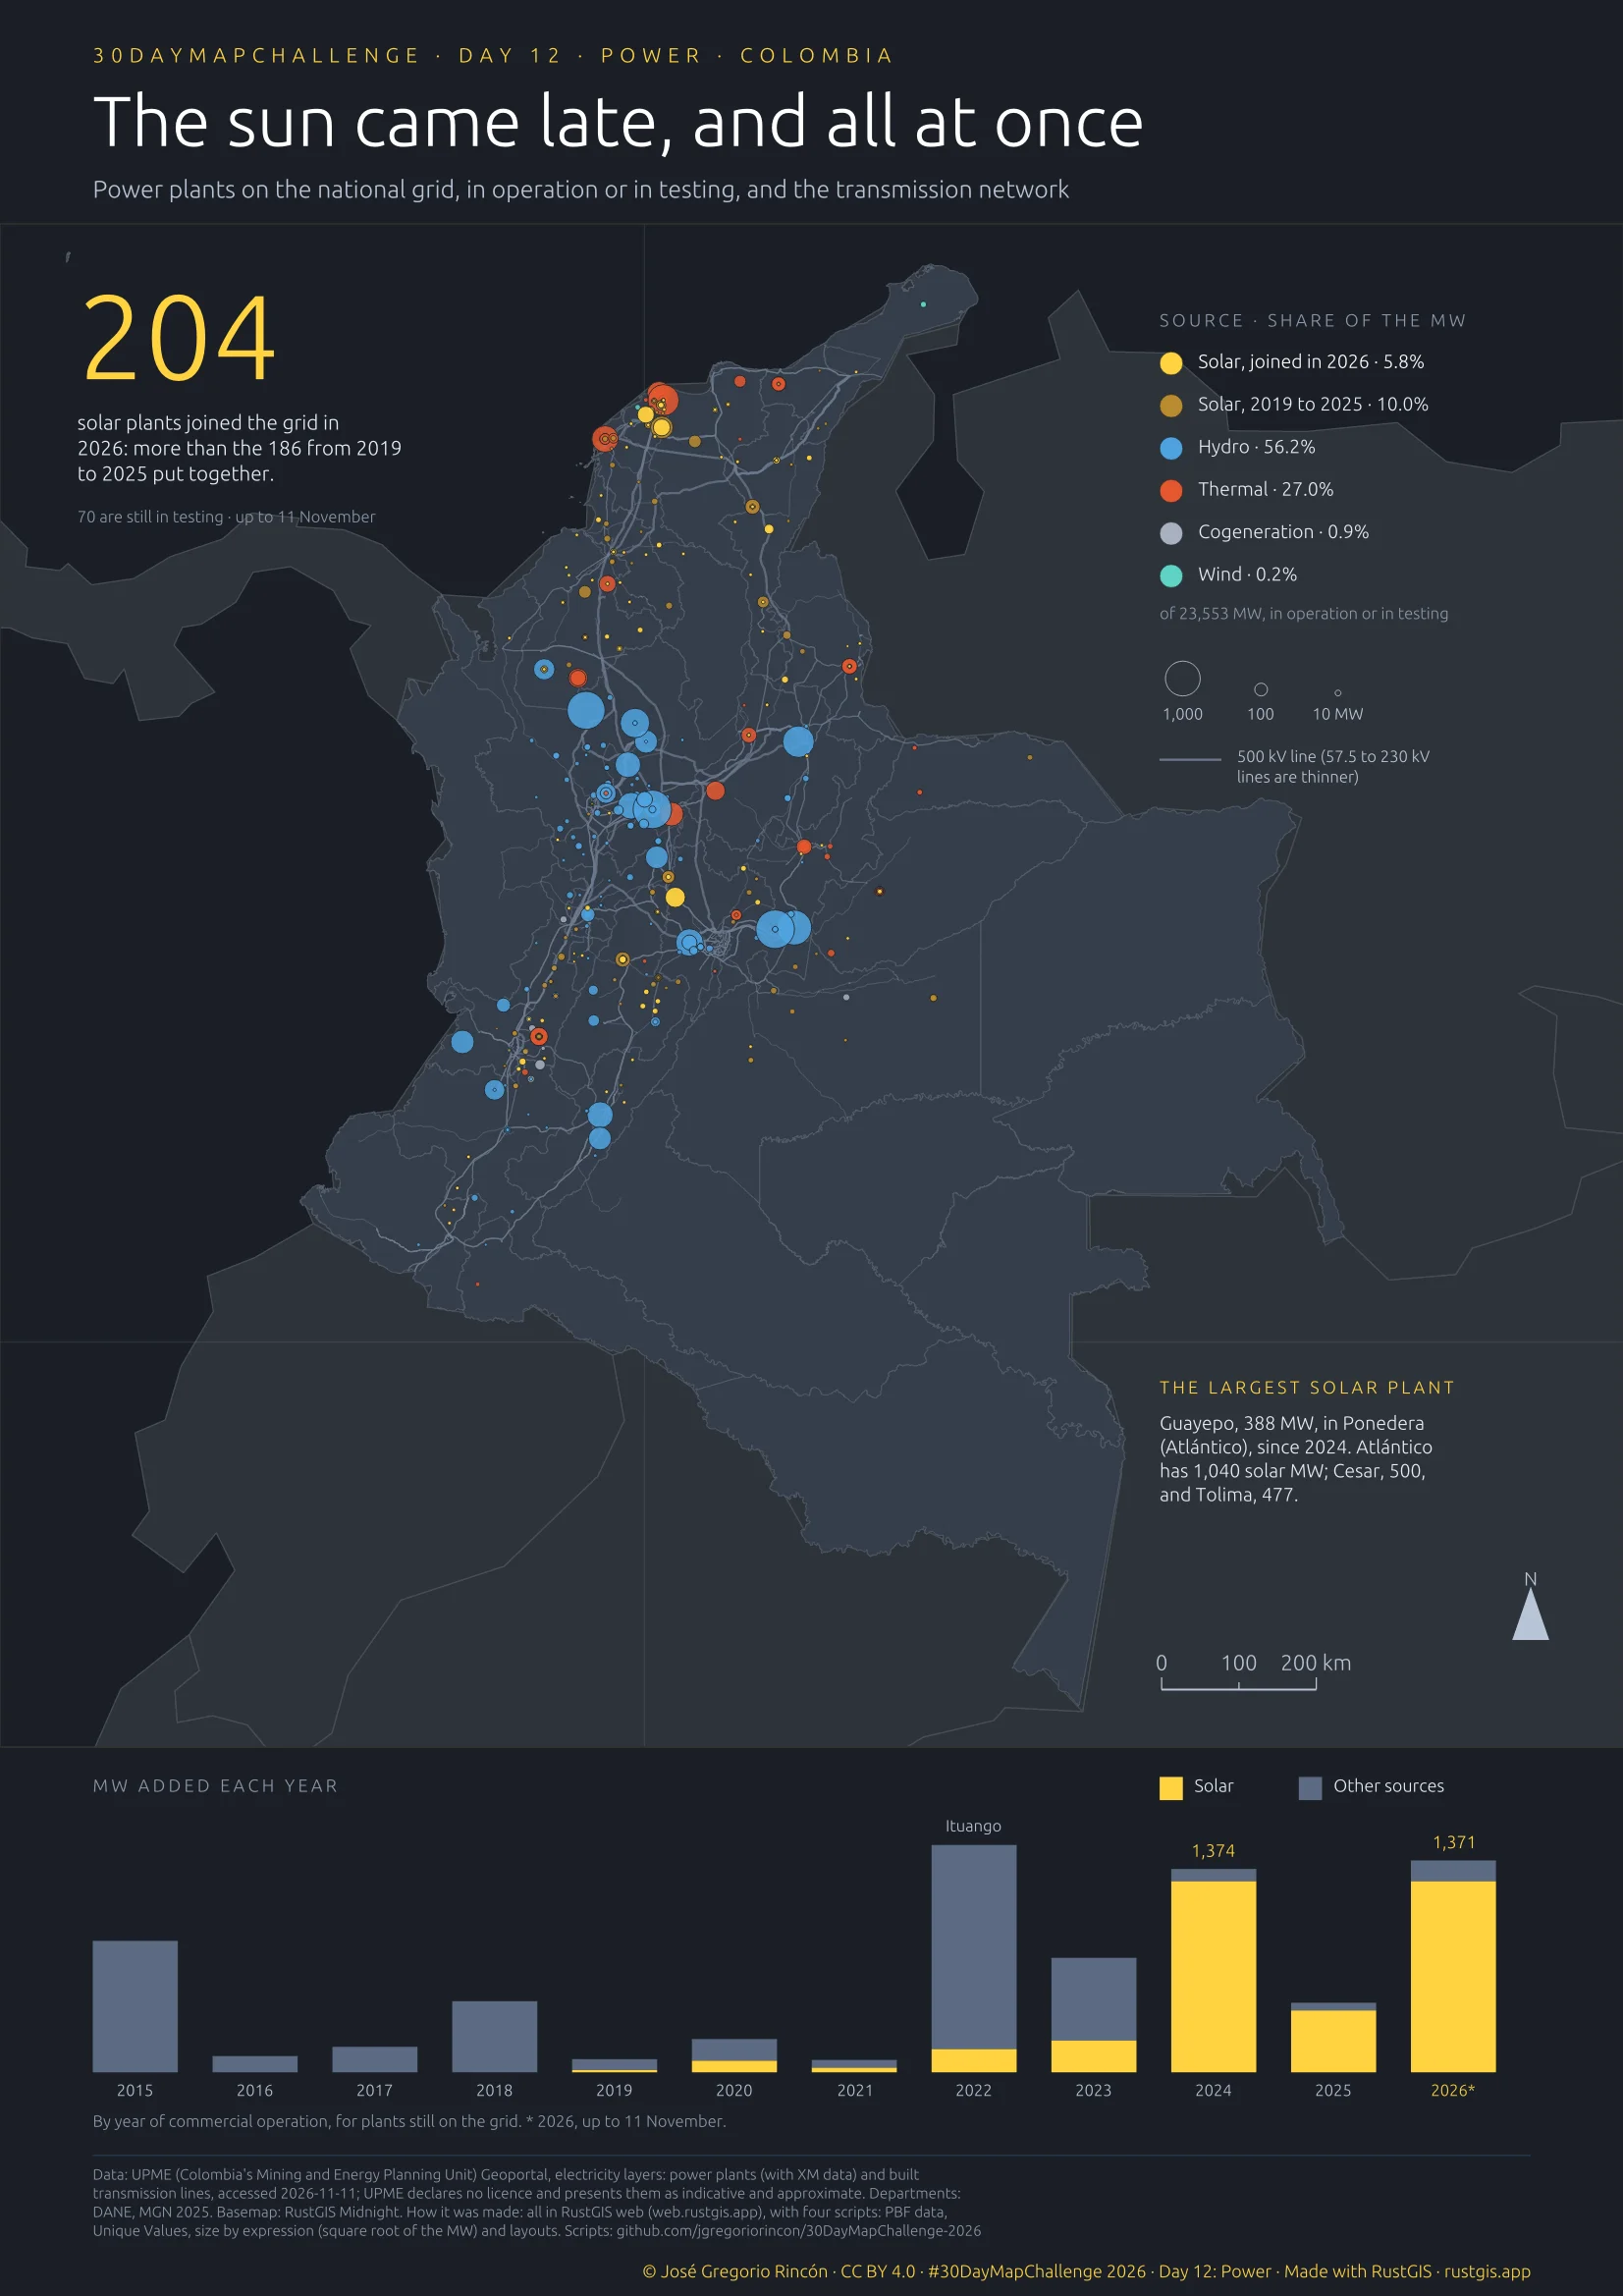 30DAYMAPCHALLENGE · DAY 12 · POWER · COLOMBIA
The sun came late, and all at once
Power plants on the national grid, in operation or in testing, and the transmission network
204
solar plants joined the grid in
2026: more than the 186 from 2019
to 2025 put together.
70 are still in testing · up to 11 November
SOURCE · SHARE OF THE MW
Solar, joined in 2026 · 5.8%
Solar, 2019 to 2025 · 10.0%
Hydro · 56.2%
Thermal · 27.0%
Cogeneration · 0.9%
Wind · 0.2%
of 23,553 MW, in operation or in testing
1,000 100 10 MW
500 kV line (57.5 to 230 kV
lines are thinner)
THE LARGEST SOLAR PLANT
Guayepo, 388 MW, in Ponedera
(Atlántico), since 2024. Atlántico
has 1,040 solar MW; Cesar, 500,
and Tolima, 477.
N
0 100 200 km
MW ADDED EACH YEAR
Solar Other sources
Ituango
1,374
1,371
2015 2016 2017 2018 2019 2020 2021 2022 2023 2024 2025 2026*
By year of commercial operation, for plants still on the grid. * 2026, up to 11 November.
Data: UPME (Colombia's Mining and Energy Planning Unit) Geoportal, electricity layers: power plants (with XM data) and built
transmission lines, accessed 2026-11-11; UPME declares no licence and presents them as indicative and approximate. Departments:
DANE, MGN 2025. Basemap: RustGIS Midnight. How it was made: all in RustGIS web (web.rustgis.app), with four scripts: PBF data,
Unique Values, size by expression (square root of the MW) and layouts. Scripts: github.com/jgregoriorincon/30DayMapChallenge-2026
© José Gregorio Rincón · CC BY 4.0 · #30DayMapChallenge 2026 · Day 12: Power · Made with RustGIS · rustgis.app